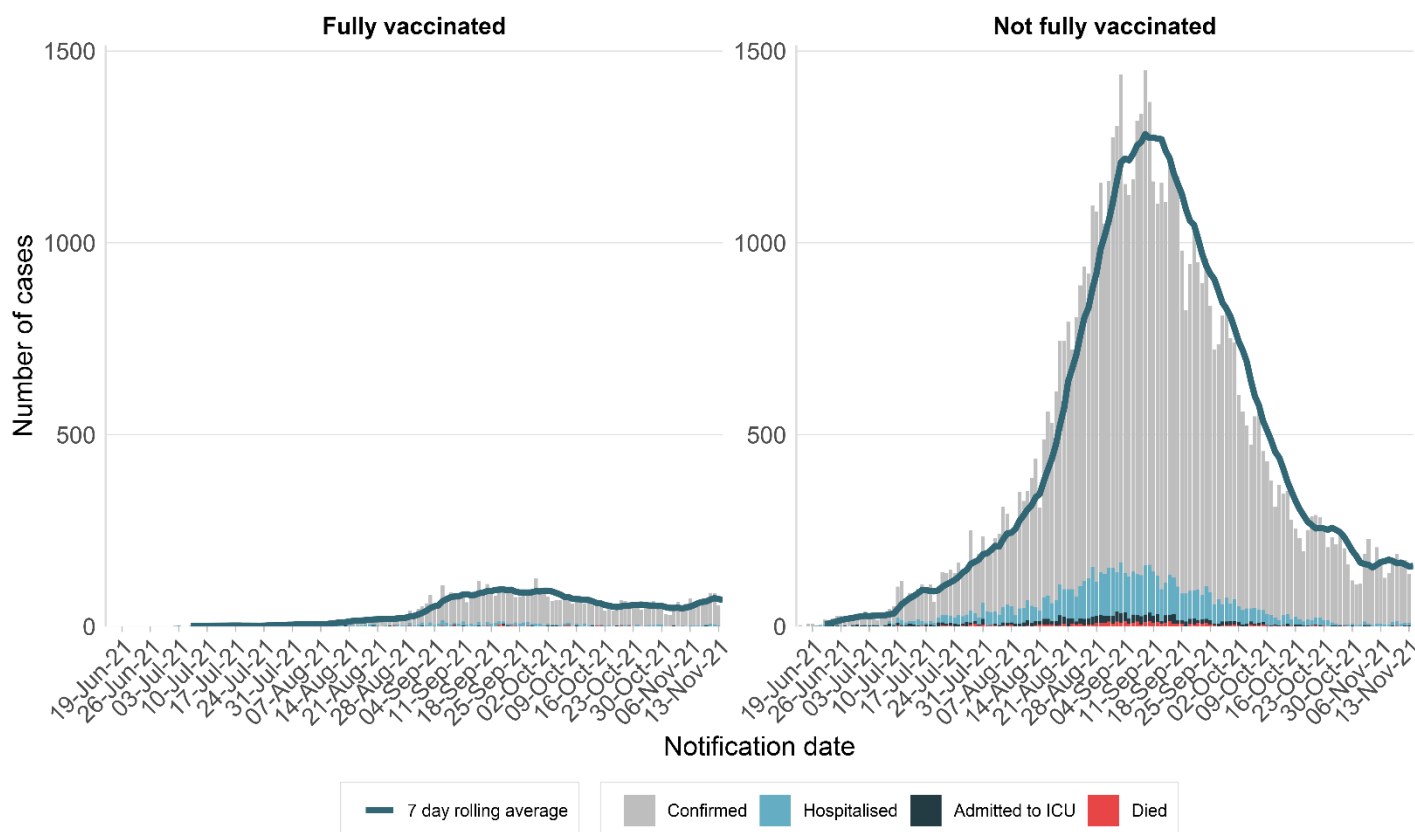 Fully vaccinated
Not fully vaccinated
Number of cases
1500
1000
500
0
1500
1000
500
0
19-Jun-21
26-Jun-21
03-Jul-21
10-Jul-21
17-Jul-21
24-Jul-21
31-Jul-21
07-Aug-21
14-Aug-21
21-Aug-21
28-Aug-21
04-Sep-21
11-Sep-21
18-Sep-21
25-Sep-21
02-Oct-21
09-Oct-21
16-Oct-21
23-Oct-21
30-Oct-21
06-Nov-21
13-Nov-21
19-Jun-21
26-Jun-21
03-Jul-21
10-Jul-21
17-Jul-21
24-Jul-21
31-Jul-21
07-Aug-21
14-Aug-21
21-Aug-21
28-Aug-21
04-Sep-21
11-Sep-21
18-Sep-21
25-Sep-21
02-Oct-21
09-Oct-21
16-Oct-21
23-Oct-21
30-Oct-21
06-Nov-21
13-Nov-21
Notification date
7 day rolling average
Confirmed
Hospitalised
Admitted to ICU
Died